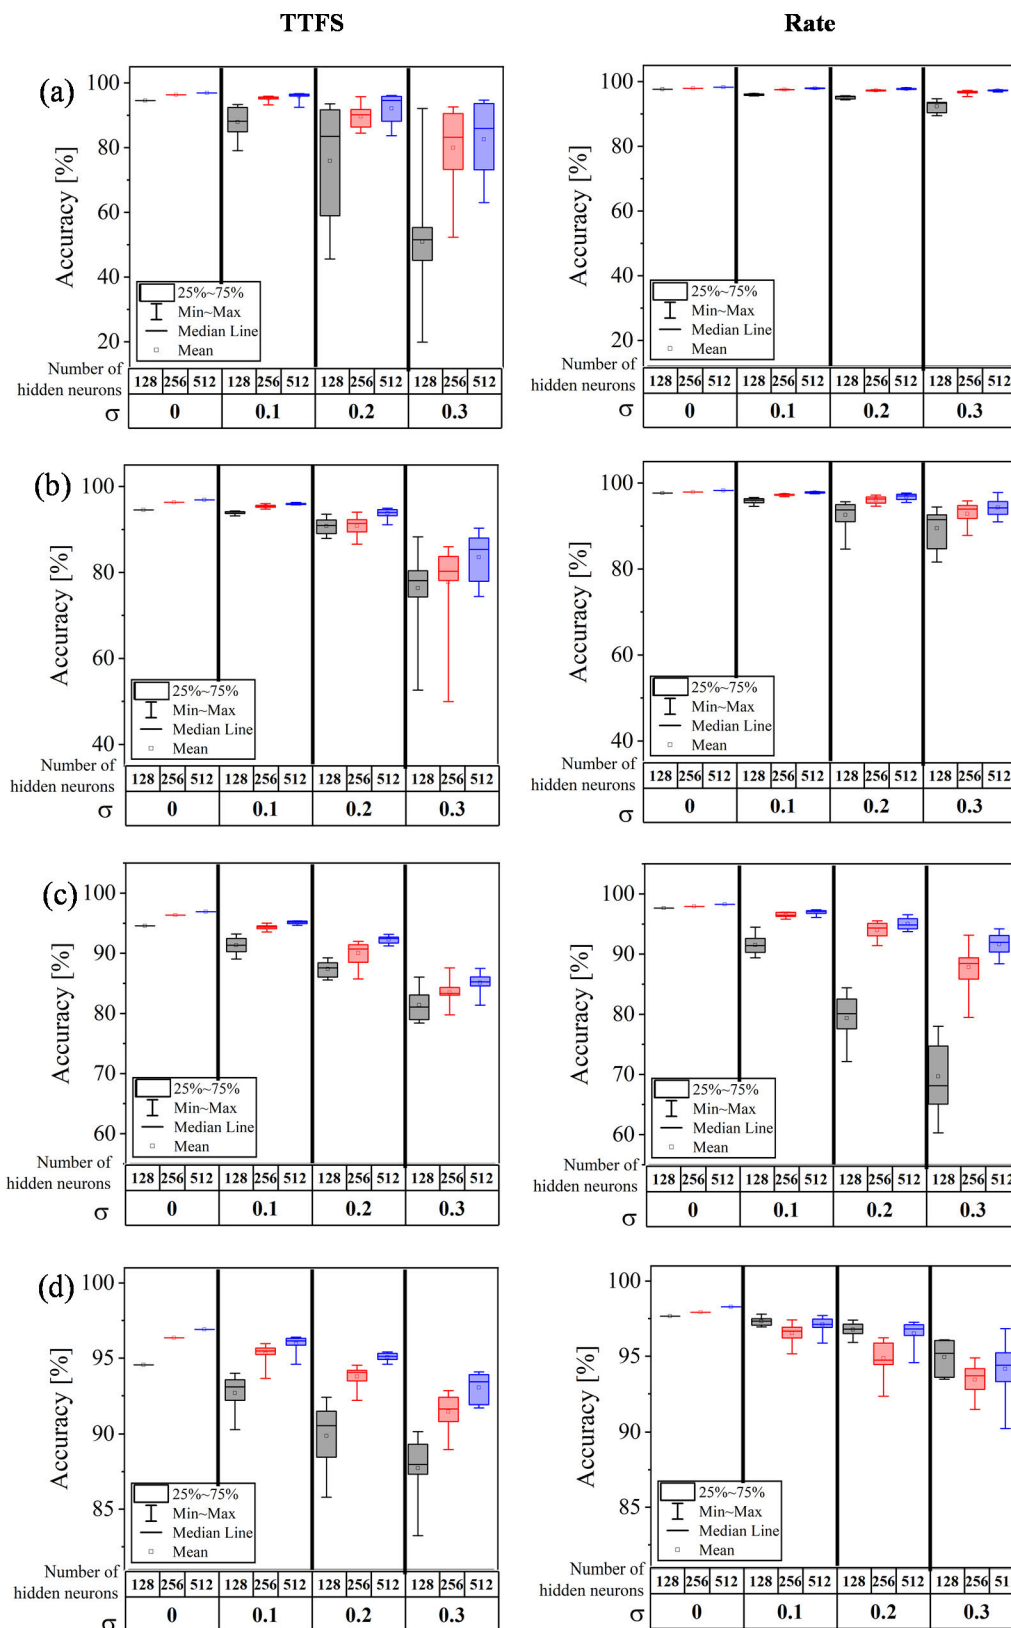 TTFS Rate
(a)
Accuracy [%]
100
80
60
40
20
25%~75%
Min~Max
Median Line
Mean
Number of
hidden neurons
128 256 512 128 256 512 128 256 512 128 256 512
σ 0 0.1 0.2 0.3
Accuracy [%]
100
80
60
40
20
25%~75%
Min~Max
Median Line
Mean
Number of
hidden neurons
128 256 512 128 256 512 128 256 512 128 256 512
σ 0 0.1 0.2 0.3
(b)
Accuracy [%]
100
80
60
40
25%~75%
Min~Max
Median Line
Mean
Number of
hidden neurons
128 256 512 128 256 512 128 256 512 128 256 512
σ 0 0.1 0.2 0.3
Accuracy [%]
100
80
60
40
25%~75%
Min~Max
Median Line
Mean
Number of
hidden neurons
128 256 512 128 256 512 128 256 512 128 256 512
σ 0 0.1 0.2 0.3
(c)
Accuracy [%]
100
90
80
70
60
25%~75%
Min~Max
Median Line
Mean
Number of
hidden neurons
128 256 512 128 256 512 128 256 512 128 256 512
σ 0 0.1 0.2 0.3
Accuracy [%]
100
90
80
70
60
25%~75%
Min~Max
Median Line
Mean
Number of
hidden neurons
128 256 512 128 256 512 128 256 512 128 256 512
σ 0 0.1 0.2 0.3
(d)
Accuracy [%]
100
95
90
85
25%~75%
Min~Max
Median Line
Mean
Number of
hidden neurons
128 256 512 128 256 512 128 256 512 128 256 512
σ 0 0.1 0.2 0.3
Accuracy [%]
100
95
90
85
25%~75%
Min~Max
Median Line
Mean
Number of
hidden neurons
128 256 512 128 256 512 128 256 512 128 256 51
σ 0 0.1 0.2 0.3